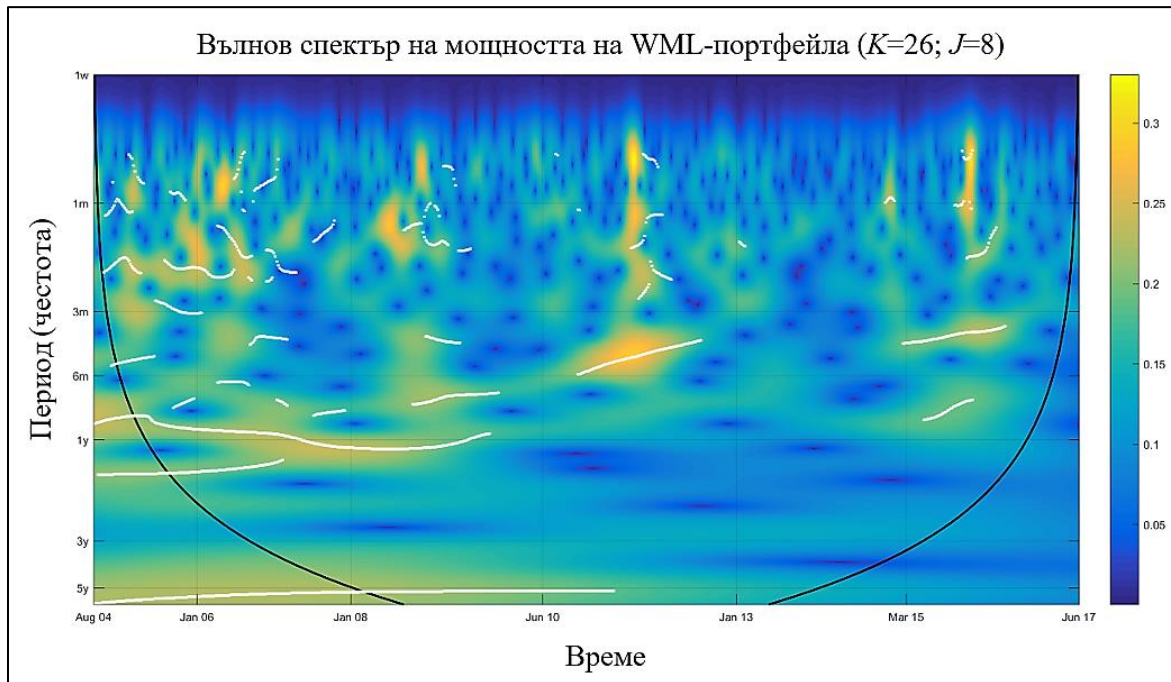 Вълнов спектър на мощността на WML-портфейла (K=26; J=8)
1w
1m
3m
6m
1y
3y
5y
Период (честота)
0.3
0.25
0.2
0.15
0.1
0.05
Aug 04 Jan 06 Jan 08 Jun 10 Jan 13 Mar 15 Jun 17
Време